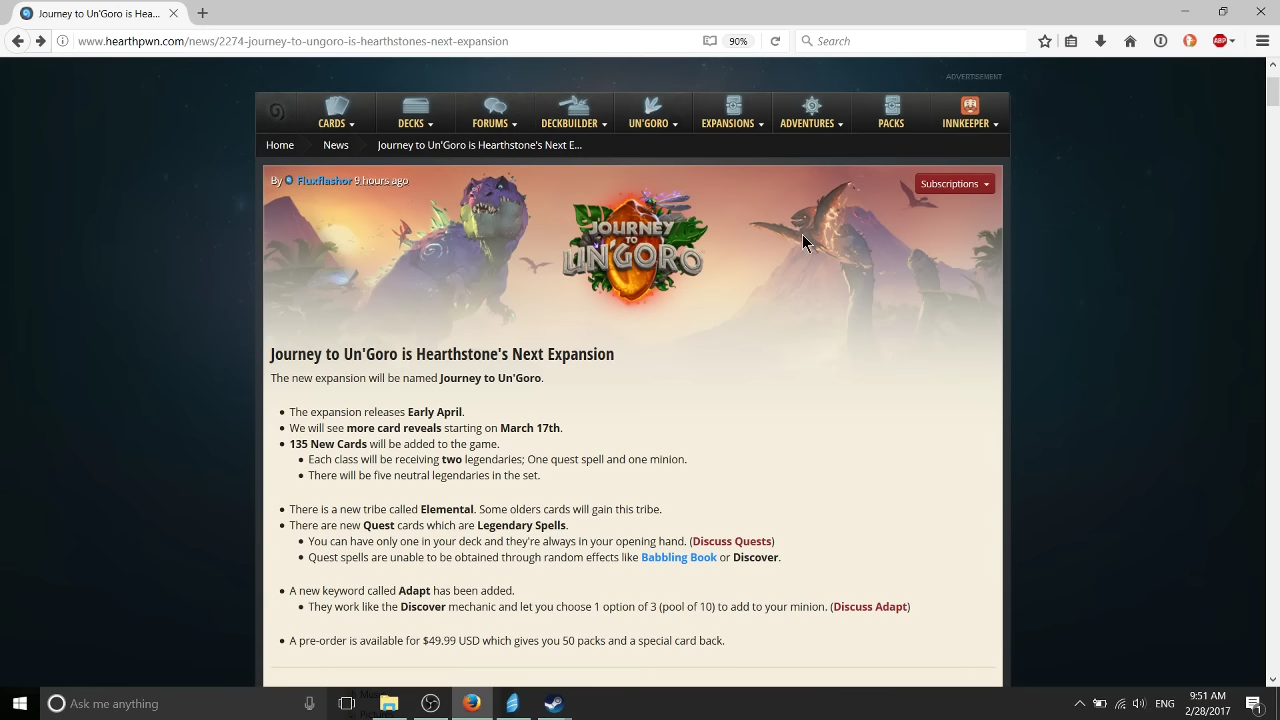 Journey to Un'Goro is Hea...
www.hearthpwn.com/news/2274-journey-to-ungoro-is-hearthstones-next-expansion
90%
Search
ABP
ADVERTISEMENT
CARDS
DECKS
FORUMS
DECKBUILDER
UN'GORO
EXPANSIONS
ADVENTURES
PACKS
INNKEEPER
Home
News
Journey to Un'Goro is Hearthstone's Next E...
By Fluxflashor 9 hours ago
Subscriptions
JOURNEY
TO
UN'GORO
Journey to Un'Goro is Hearthstone's Next Expansion
The new expansion will be named Journey to Un'Goro.
The expansion releases Early April.
We will see more card reveals starting on March 17th.
135 New Cards will be added to the game.
Each class will be receiving two legendaries; One quest spell and one minion.
There will be five neutral legendaries in the set.
There is a new tribe called Elemental. Some olders cards will gain this tribe.
There are new Quest cards which are Legendary Spells.
You can have only one in your deck and they're always in your opening hand. (Discuss Quests)
Quest spells are unable to be obtained through random effects like Babbling Book or Discover.
A new keyword called Adapt has been added.
They work like the Discover mechanic and let you choose 1 option of 3 (pool of 10) to add to your minion. (Discuss Adapt)
A pre-order is available for $49.99 USD which gives you 50 packs and a special card back.
Ask me anything
ENG
9:51 AM
2/28/2017